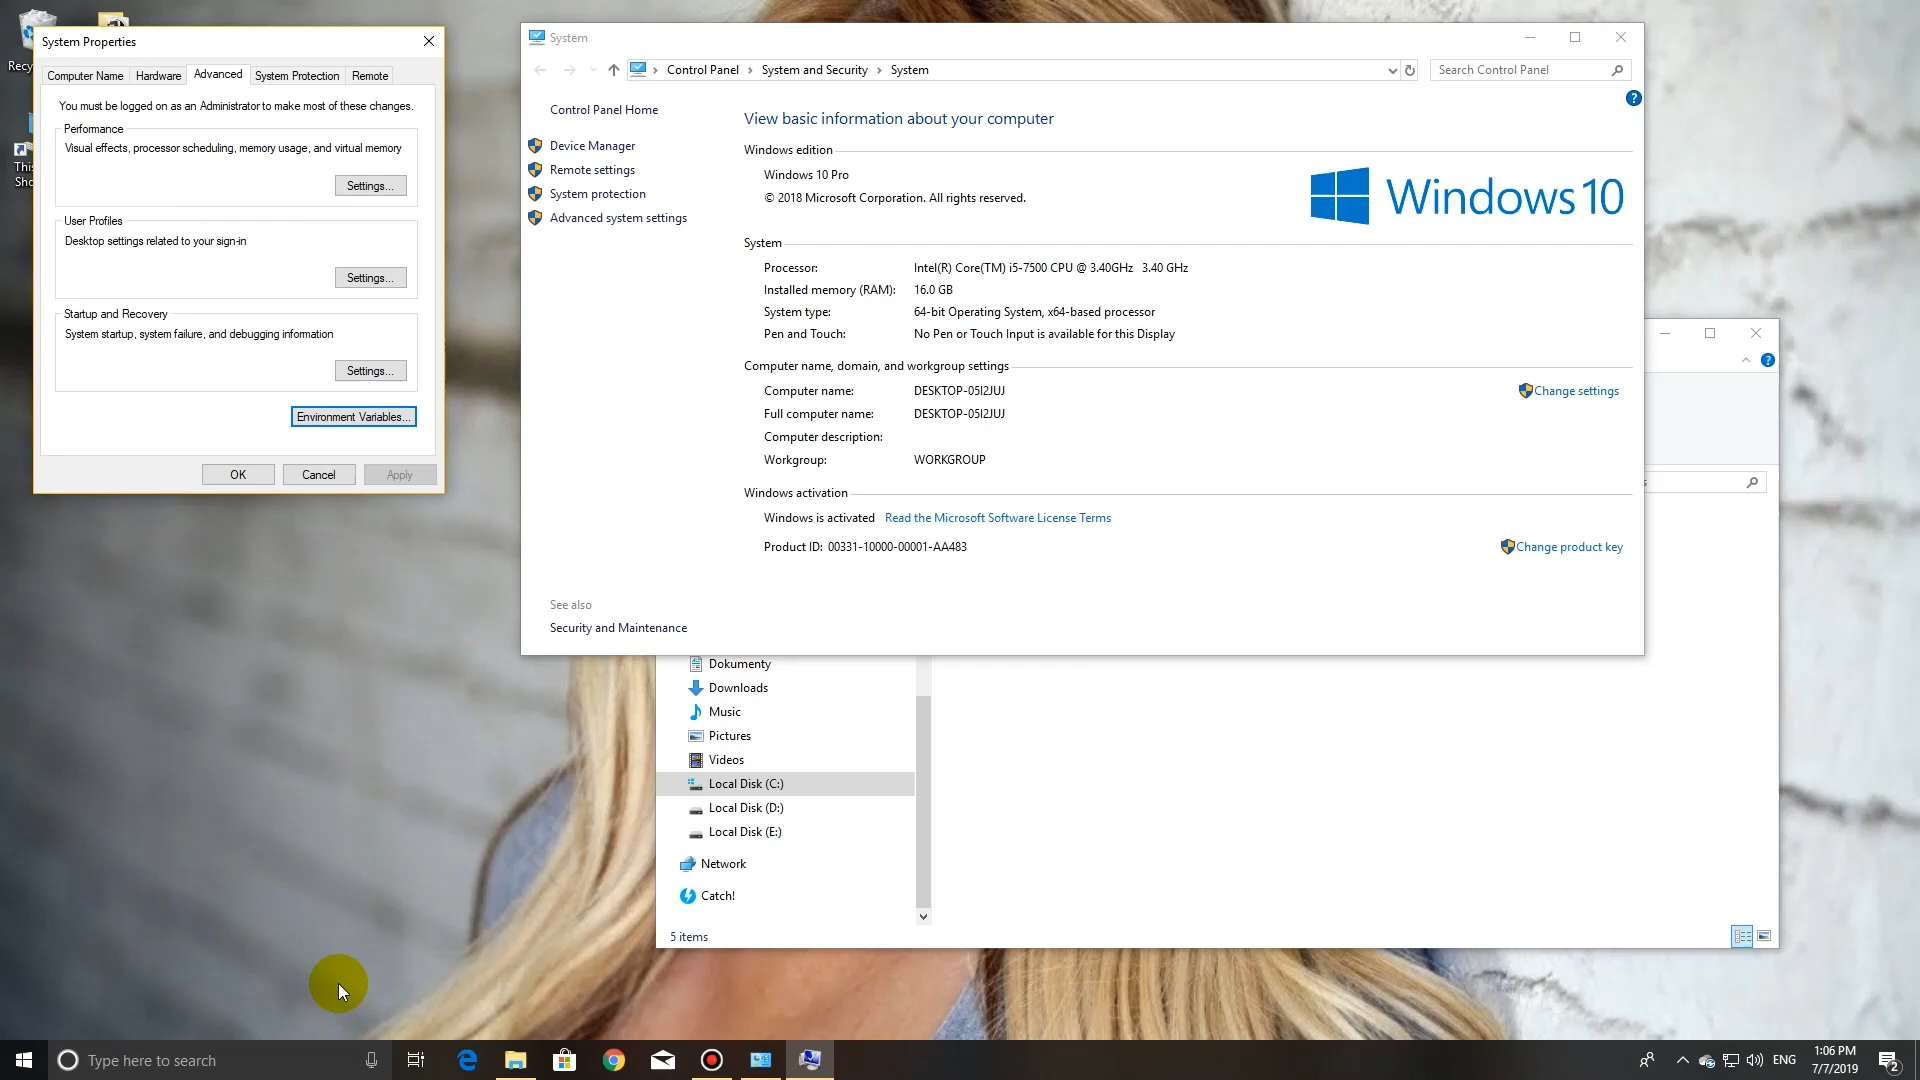 Recy
This
Sho
System Properties
Computer Name
Hardware
Advanced
System Protection
Remote
You must be logged on as an Administrator to make most of these changes.
Performance
Visual effects, processor scheduling, memory usage, and virtual memory
Settings...
User Profiles
Desktop settings related to your sign-in
Settings...
Startup and Recovery
System startup, system failure, and debugging information
Settings...
Environment Variables...
OK
Cancel
Apply
System
Control Panel
System and Security
System
Search Control Panel
Control Panel Home
Device Manager
Remote settings
System protection
Advanced system settings
See also
Security and Maintenance
View basic information about your computer
Windows edition
Windows 10 Pro
© 2018 Microsoft Corporation. All rights reserved.
Windows 10
System
Processor: Intel(R) Core(TM) i5-7500 CPU @ 3.40GHz 3.40 GHz
Installed memory (RAM): 16.0 GB
System type: 64-bit Operating System, x64-based processor
Pen and Touch: No Pen or Touch Input is available for this Display
Computer name, domain, and workgroup settings
Computer name: DESKTOP-05I2JUJ
Change settings
Full computer name: DESKTOP-05I2JUJ
Computer description:
Workgroup: WORKGROUP
Windows activation
Windows is activated Read the Microsoft Software License Terms
Product ID: 00331-10000-00001-AA483
Change product key
Dokumenty
Downloads
Music
Pictures
Videos
Local Disk (C:)
Local Disk (D:)
Local Disk (E:)
Network
Catch!
5 items
Type here to search
ENG
1:06 PM
7/7/2019
2